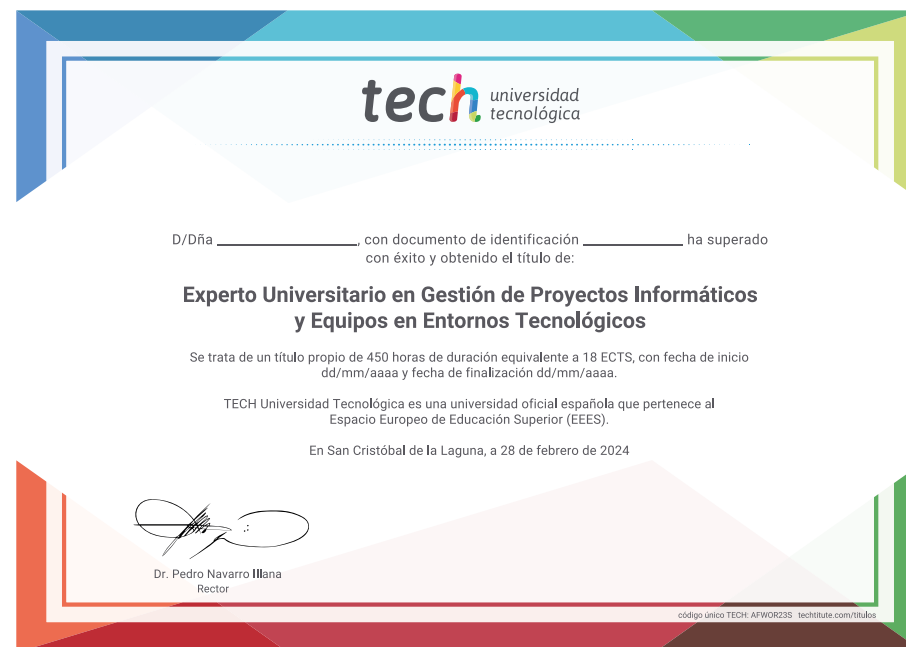 tech universidad
tecnológica
D/Dña ____________, con documento de identificación ____________ ha superado
con éxito y obtenido el título de:
Experto Universitario en Gestión de Proyectos Informáticos
y Equipos en Entornos Tecnológicos
Se trata de un título propio de 450 horas de duración equivalente a 18 ECTS, con fecha de inicio
dd/mm/aaaa y fecha de finalización dd/mm/aaaa.
TECH Universidad Tecnológica es una universidad oficial española que pertenece al
Espacio Europeo de Educación Superior (EEES).
En San Cristóbal de la Laguna, a 28 de febrero de 2024
Dr. Pedro Navarro Illana
Rector
código único TECH: AFWOR23S techtitute.com/titulos